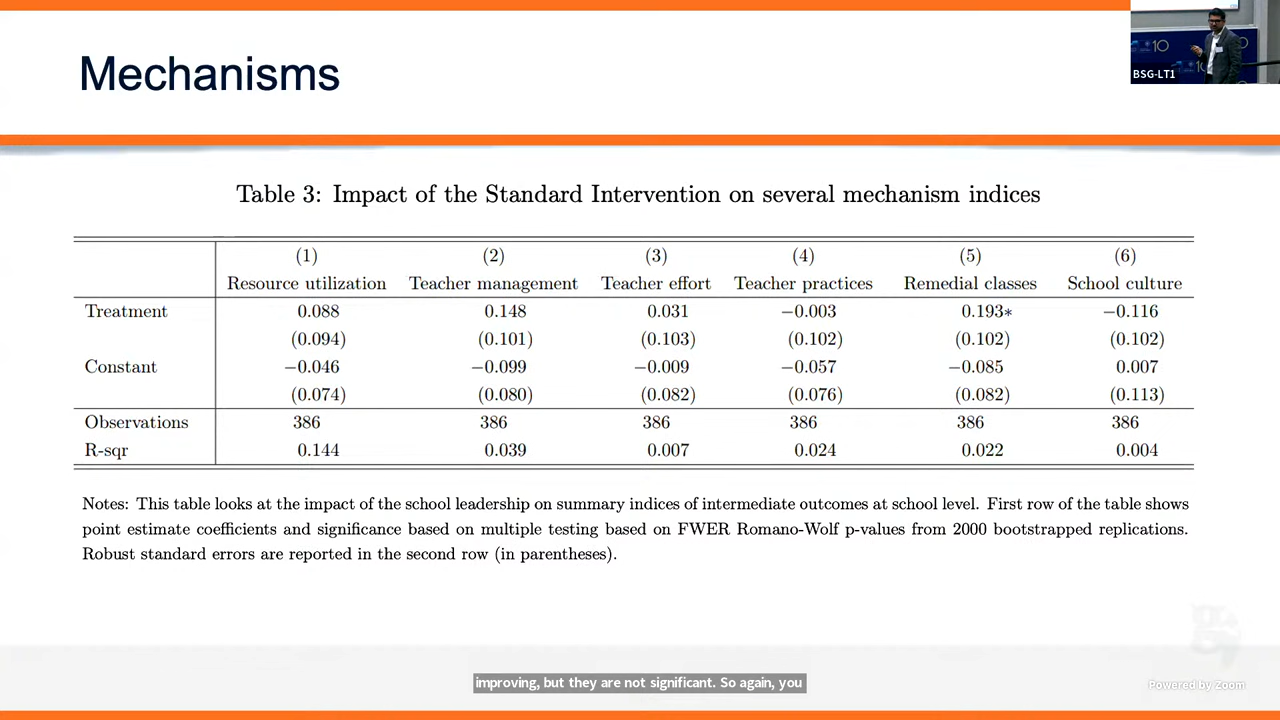 Mechanisms
BSG-LT1
Table 3: Impact of the Standard Intervention on several mechanism indices
(1) (2) (3) (4) (5) (6)
Resource utilization Teacher management Teacher effort Teacher practices Remedial classes School culture
Treatment 0.088 0.148 0.031 −0.003 0.193∗ −0.116
(0.094) (0.101) (0.103) (0.102) (0.102) (0.102)
Constant −0.046 −0.099 −0.009 −0.057 −0.085 0.007
(0.074) (0.080) (0.082) (0.076) (0.082) (0.113)
Observations 386 386 386 386 386 386
R-sqr 0.144 0.039 0.007 0.024 0.022 0.004
Notes: This table looks at the impact of the school leadership on summary indices of intermediate outcomes at school level. First row of the table shows
point estimate coefficients and significance based on multiple testing based on FWER Romano-Wolf p-values from 2000 bootstrapped replications.
Robust standard errors are reported in the second row (in parentheses).
improving, but they are not significant. So again, you
Powered by Zoom